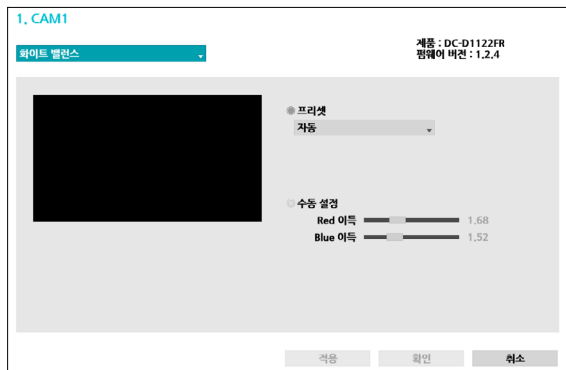 1. CAM1
화이트 밸런스
제품 : DC-D1122FR
펌웨어 버전 : 1.2.4
프리셋
자동
수동 설정
Red 이득 1.68
Blue 이득 1.52
적용 확인 취소